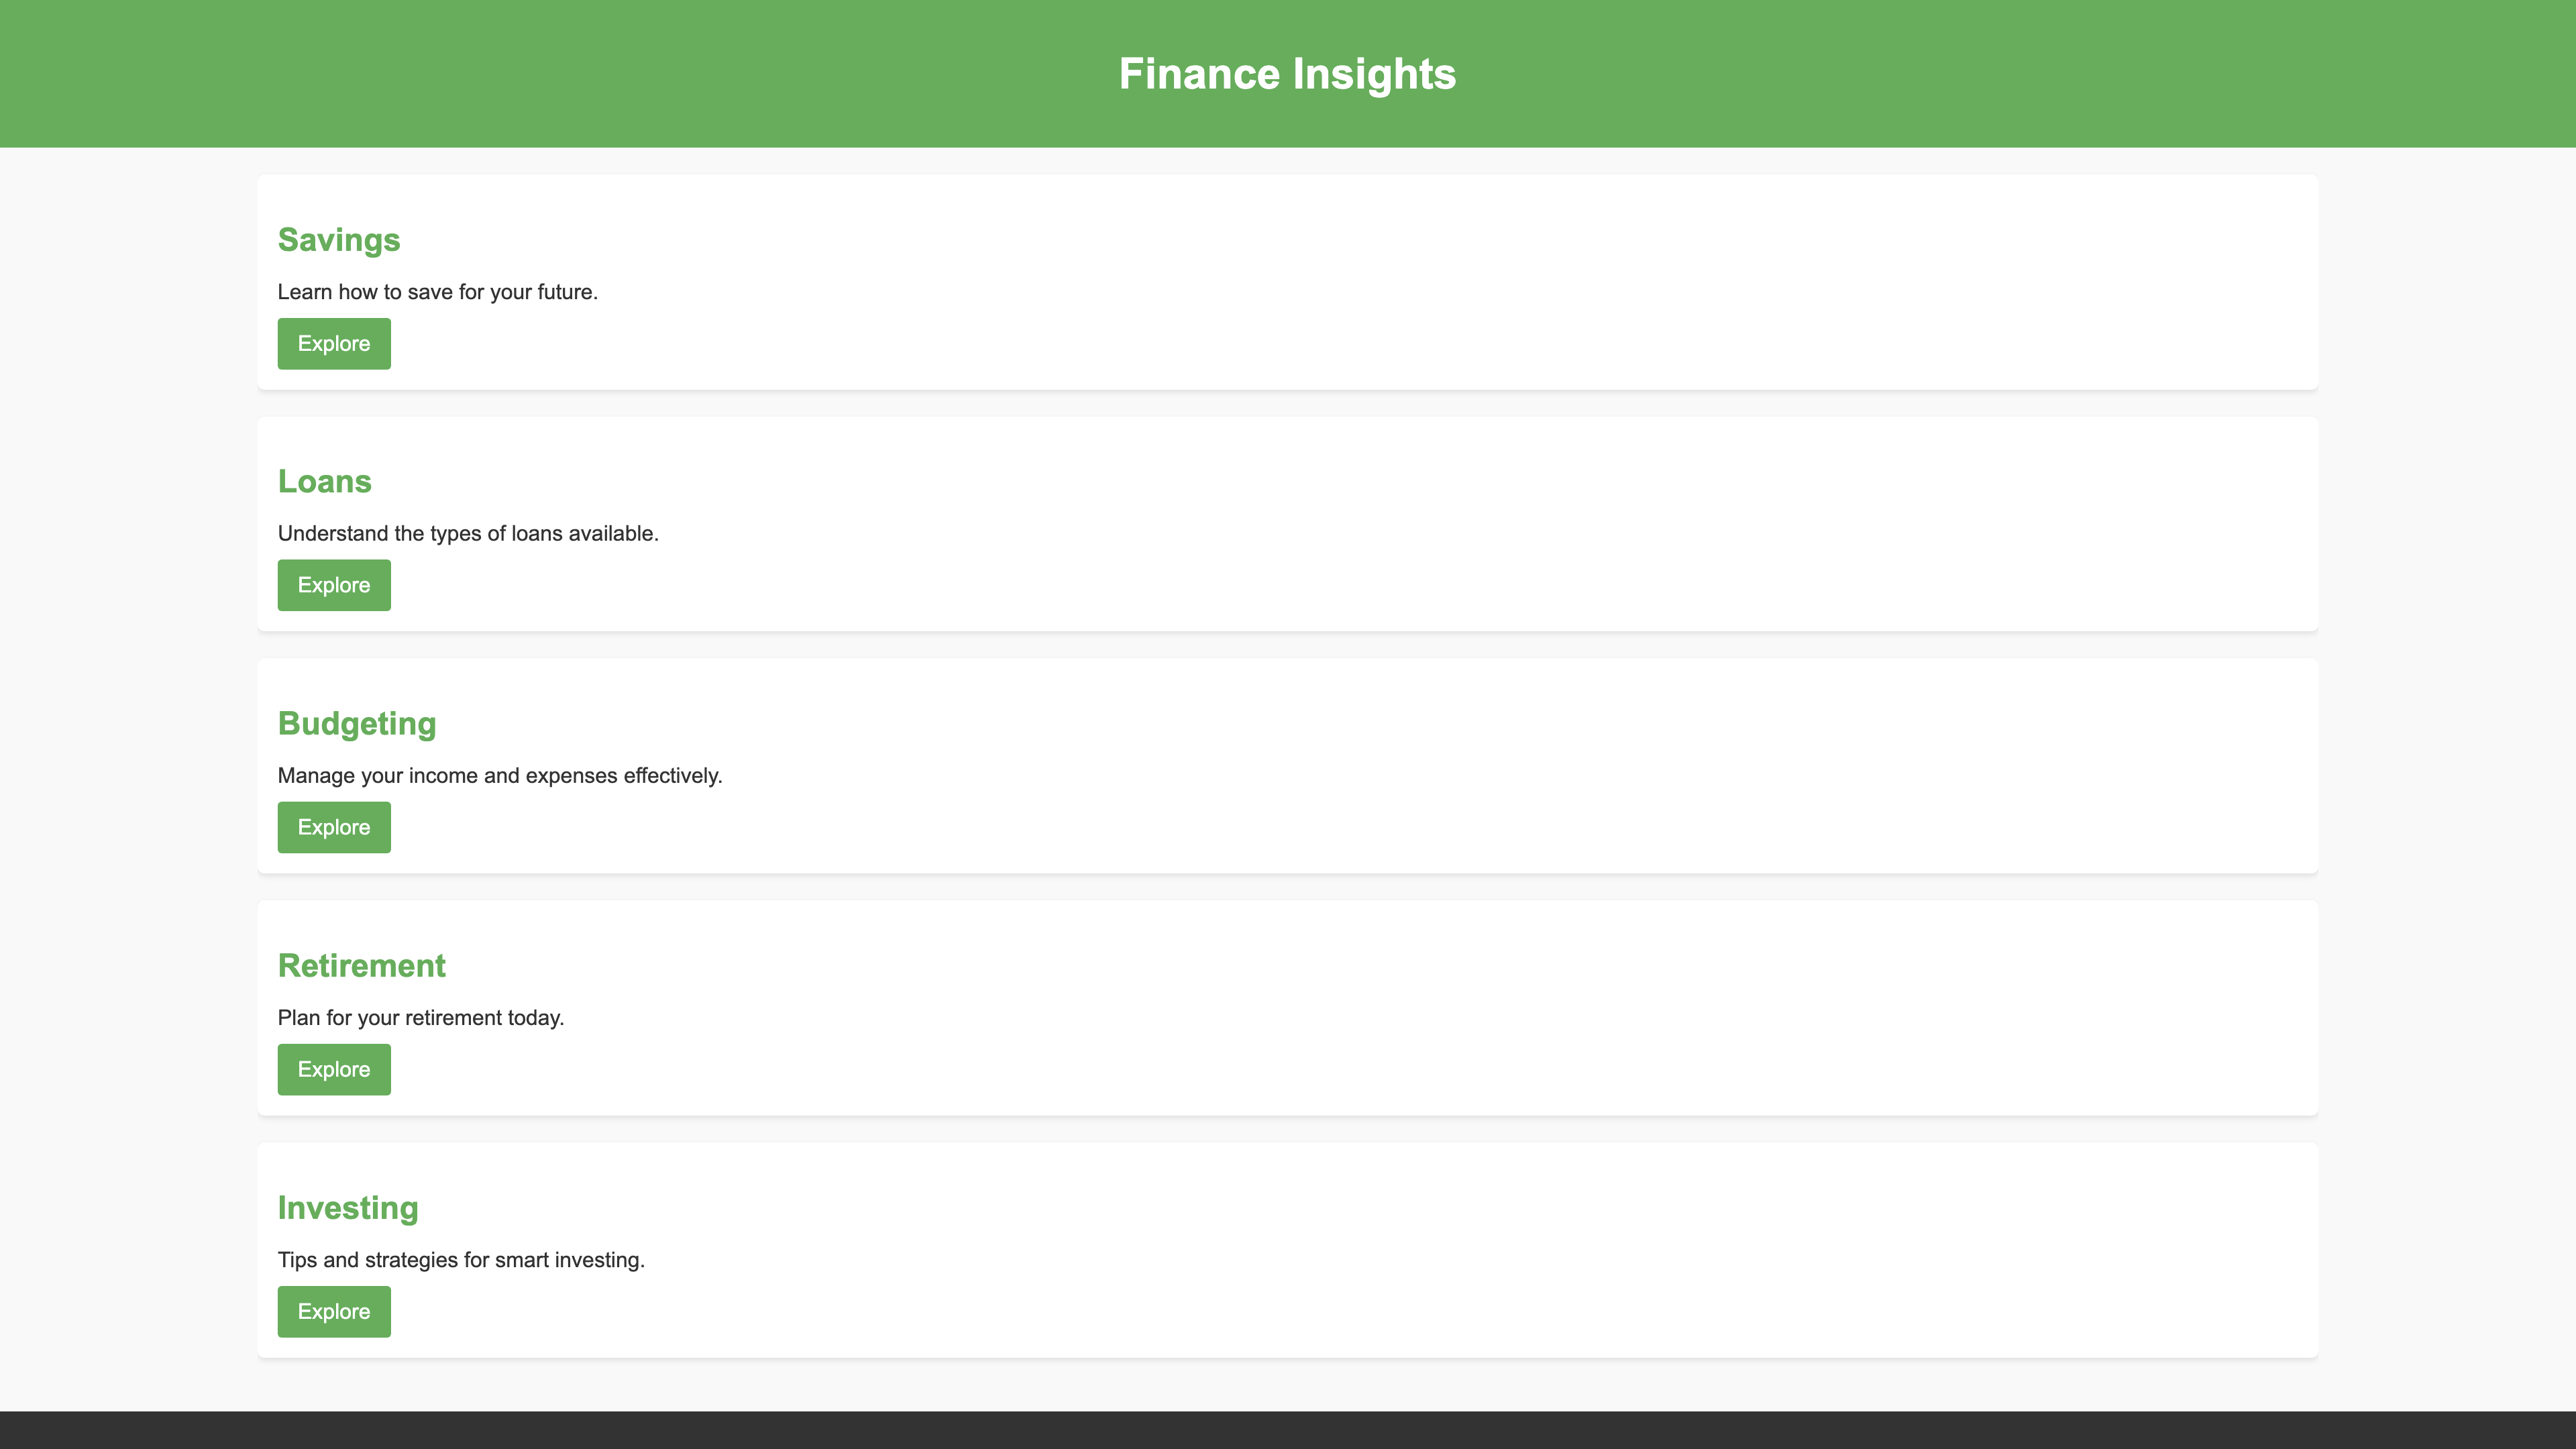 Finance Insights
Savings
Learn how to save for your future.
Explore
Loans
Understand the types of loans available.
Explore
Budgeting
Manage your income and expenses effectively.
Explore
Retirement
Plan for your retirement today.
Explore
Investing
Tips and strategies for smart investing.
Explore